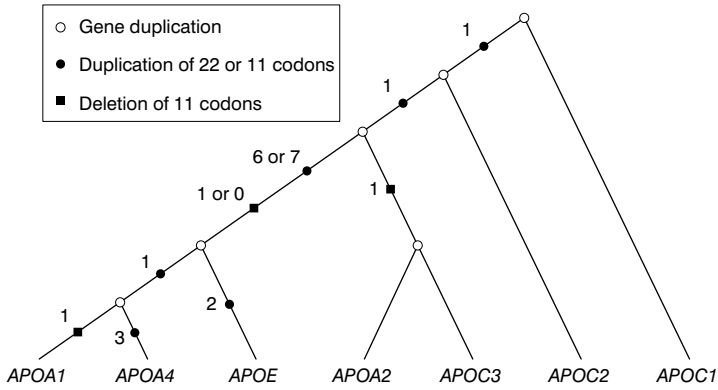 Gene duplication
Duplication of 22 or 11 codons
Deletion of 11 codons
1
1
6 or 7
1 or 0
1
1
1
2
3
APOA1 APOA4 APOE APOA2 APOC3 APOC2 APOC1